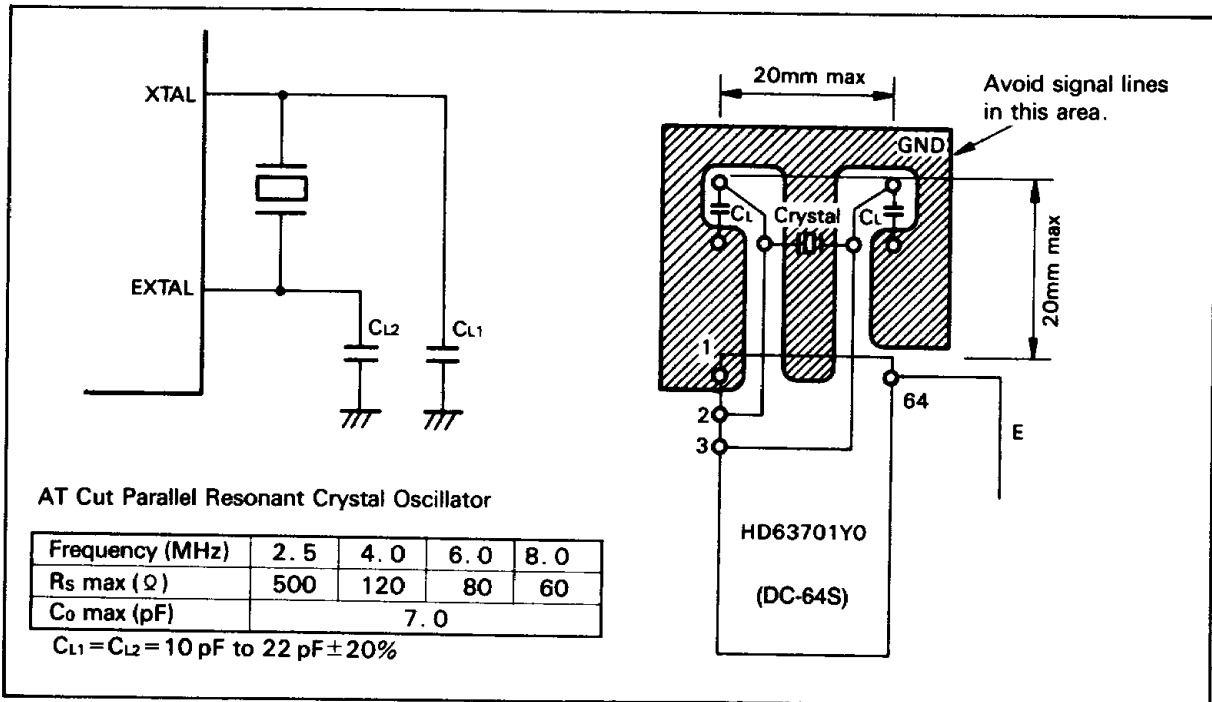 XTAL
EXTAL
CL2
CL1
AT Cut Parallel Resonant Crystal Oscillator
Frequency (MHz) 2.5 4.0 6.0 8.0
Rs max (Ω) 500 120 80 60
Co max (pF) 7.0
CL1=CL2=10 pF to 22 pF±20%
20mm max
Avoid signal lines
in this area.
GND
CL Crystal CL
20mm max
1
2
3
64
E
HD63701Y0
(DC-64S)